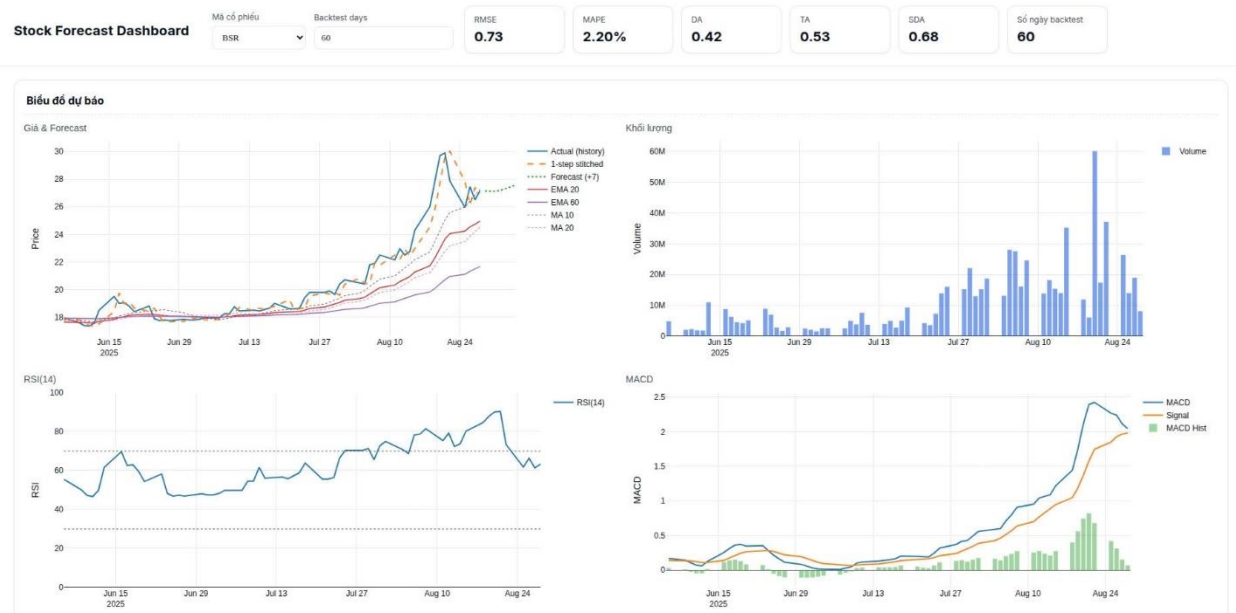 Stock Forecast Dashboard
Mã cổ phiếu
BSR
Backtest days
60
RMSE
0.73
MAPE
2.20%
DA
0.42
TA
0.53
SDA
0.68
Số ngày backtest
60
Biểu đồ dự báo
Giá & Forecast
30
28
26
24
22
20
18
Price
Jun 15
2025
Jun 29
Jul 13
Jul 27
Aug 10
Aug 24
Actual (history)
1-step stitched
Forecast (+7)
EMA 20
EMA 60
MA 10
MA 20
Khối lượng
60M
50M
40M
30M
20M
10M
0
Volume
Jun 15
2025
Jun 29
Jul 13
Jul 27
Aug 10
Aug 24
Volume
RSI(14)
100
80
60
40
20
0
RSI
Jun 15
2025
Jun 29
Jul 13
Jul 27
Aug 10
Aug 24
RSI(14)
MACD
2.5
2
1.5
1
0.5
0
MACD
Jun 15
2025
Jun 29
Jul 13
Jul 27
Aug 10
Aug 24
MACD
Signal
MACD Hist